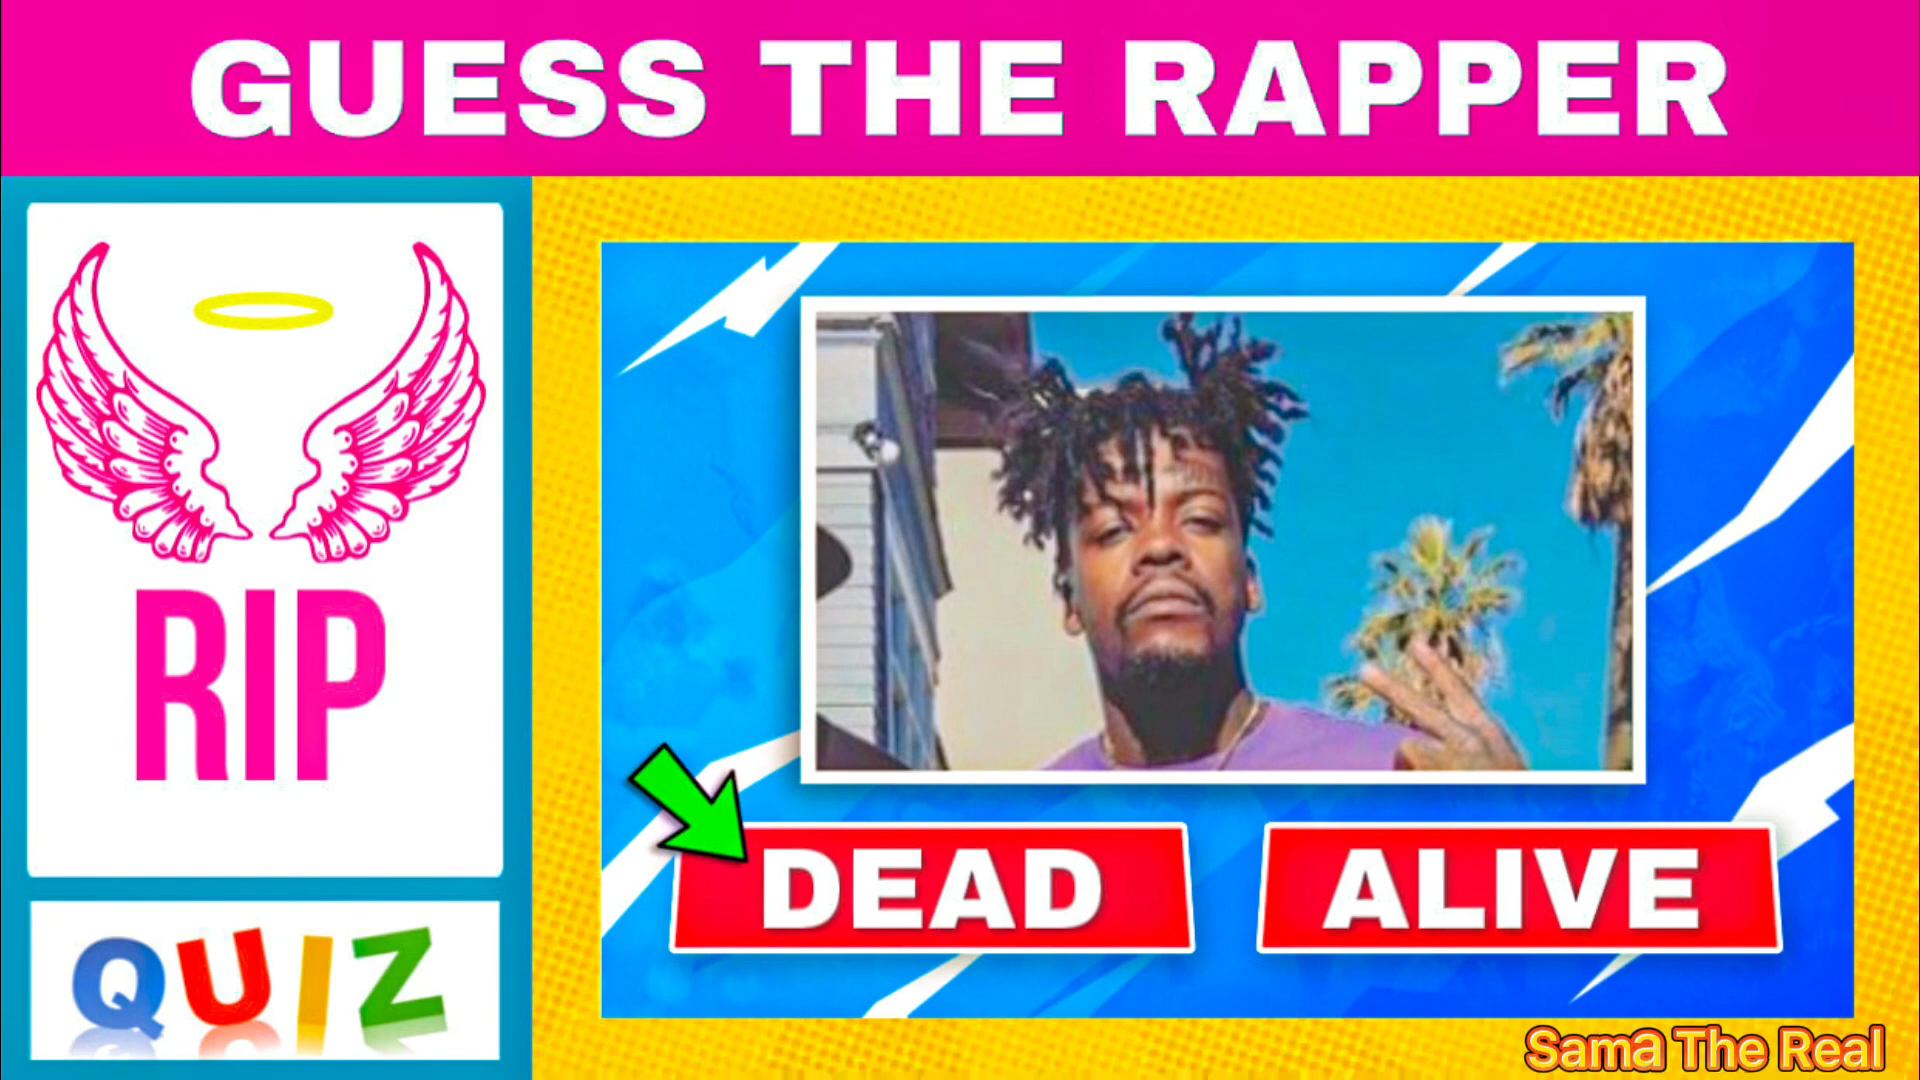 GUESS THE RAPPER
RIP
QUIZ
DEAD
ALIVE
Sama The Real